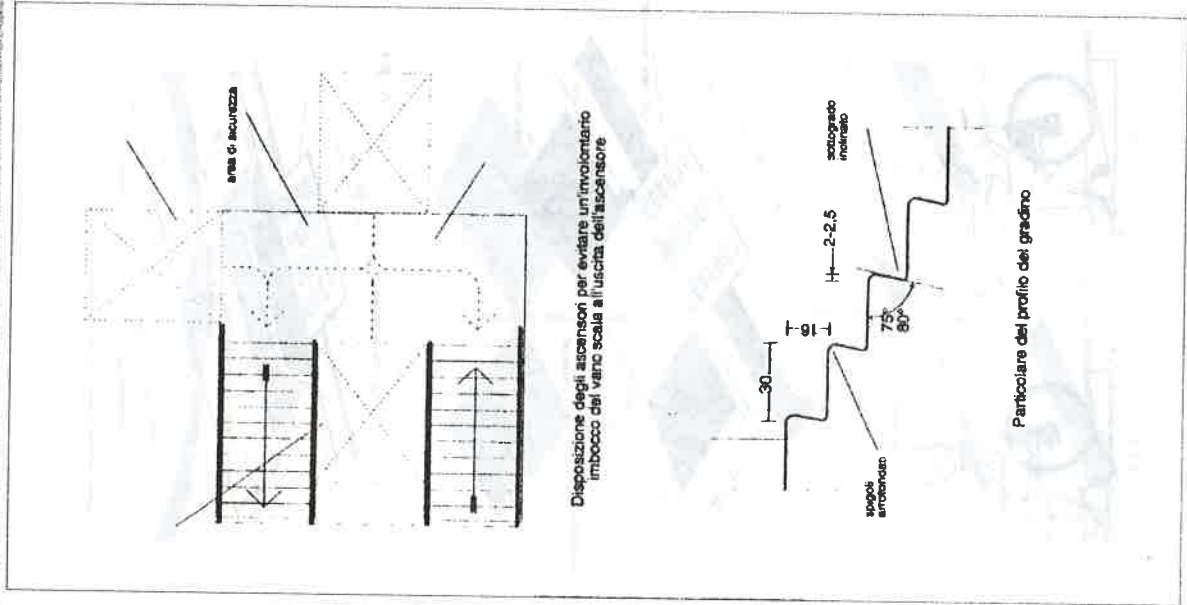 area di sicurezza
Disposizione degli ascensori per evitare un'involontario
imbocco del vano scala all'uscita dell'ascensore
sottogrado
inclinato
2-2,5
16
30
75°
80°
spigoli
arrotondati
Particolare del profilo del gradino